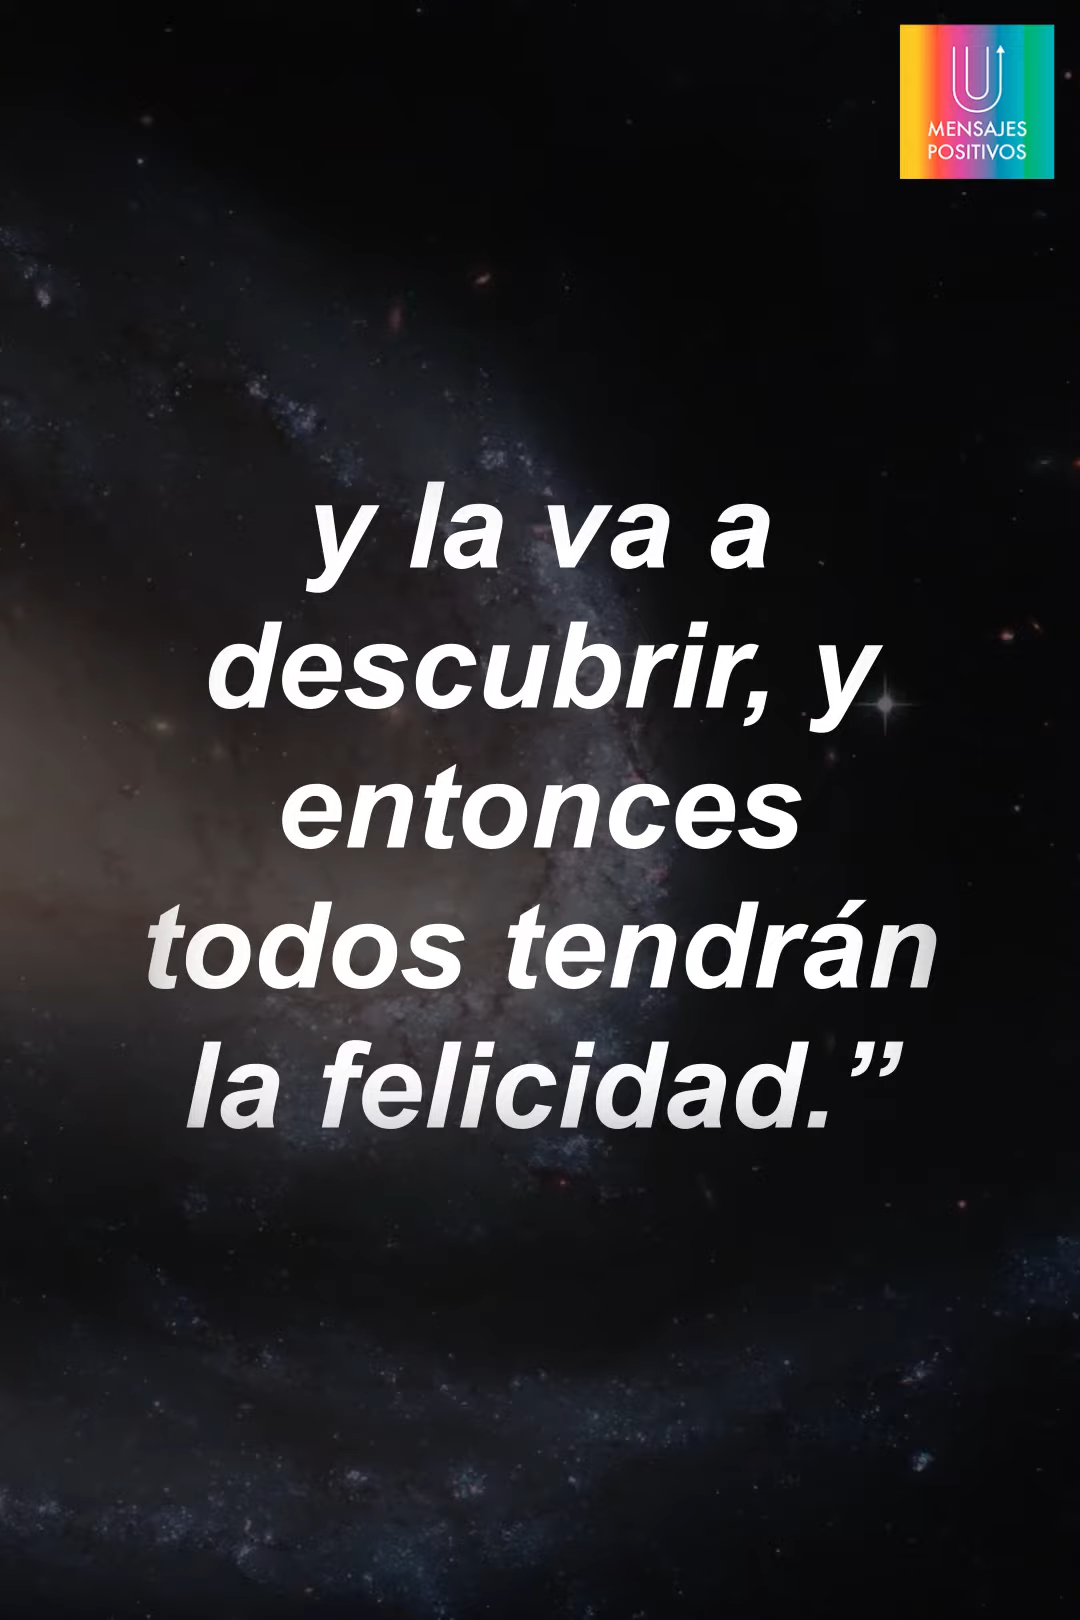 MENSAJES
POSITIVOS
y la va a
descubrir, y
entonces
todos tendrán
la felicidad.”